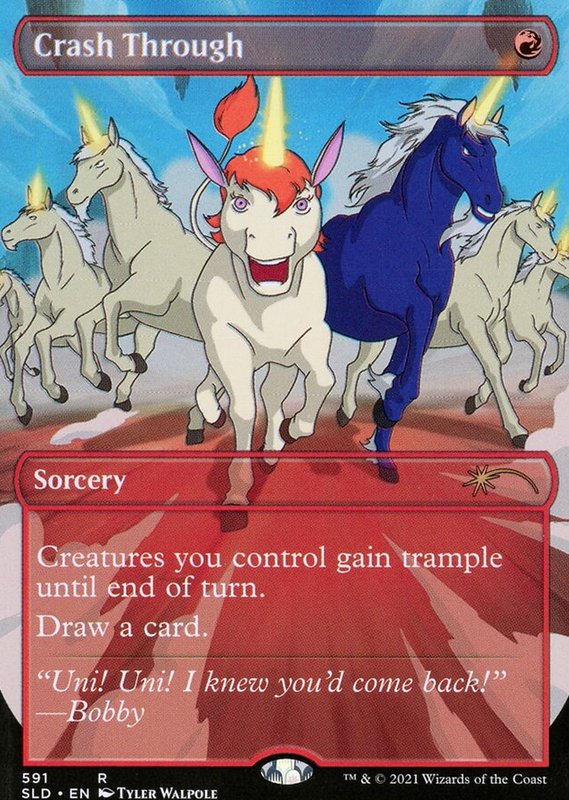 Crash Through
Sorcery
Creatures you control gain trample
until end of turn.
Draw a card.
“Uni! Uni! I knew you’d come back!”
—Bobby
591 R
SLD • EN Tyler Walpole
™ & © 2021 Wizards of the Coast